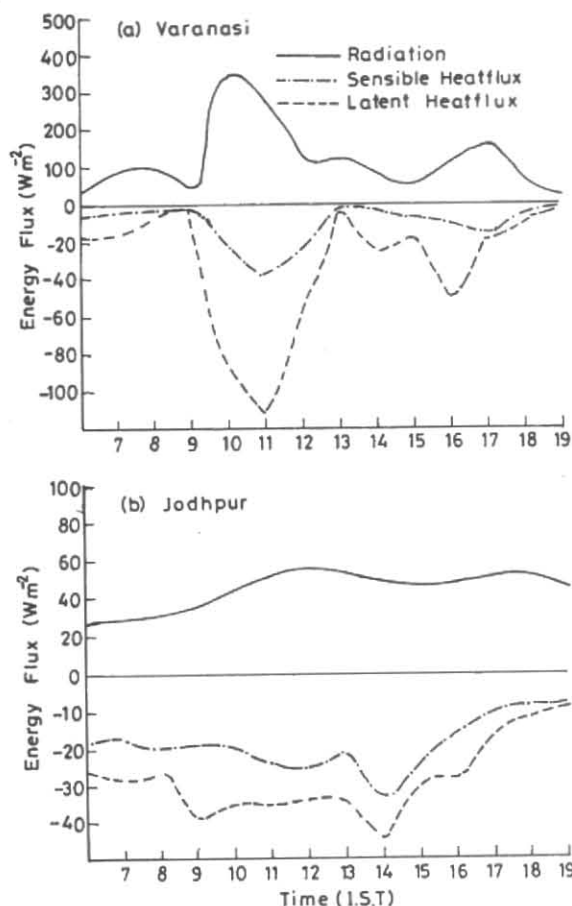 (a) Varanasi
Radiation
Sensible Heatflux
Latent Heatflux
Energy Flux (Wm-2)
500
400
300
200
100
0
-20
-40
-60
-80
-100
7 8 9 10 11 12 13 14 15 16 17 18 19
(b) Jodhpur
Energy Flux (Wm-2)
100
80
60
40
20
0
-10
-20
-30
-40
7 8 9 10 11 12 13 14 15 16 17 18 19
Time (I.S.T)